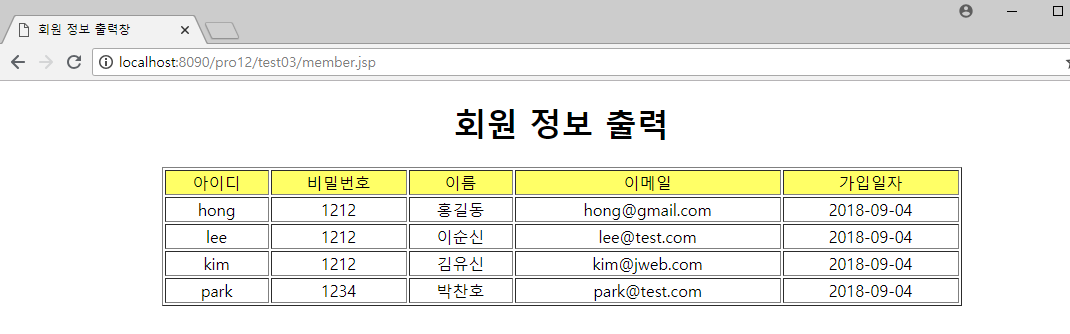 회원 정보 출력창
localhost:8090/pro12/test03/member.jsp
회원 정보 출력
아이디 비밀번호 이름 이메일 가입일자
hong 1212 홍길동 hong@gmail.com 2018-09-04
lee 1212 이순신 lee@test.com 2018-09-04
kim 1212 김유신 kim@jweb.com 2018-09-04
park 1234 박찬호 park@test.com 2018-09-04